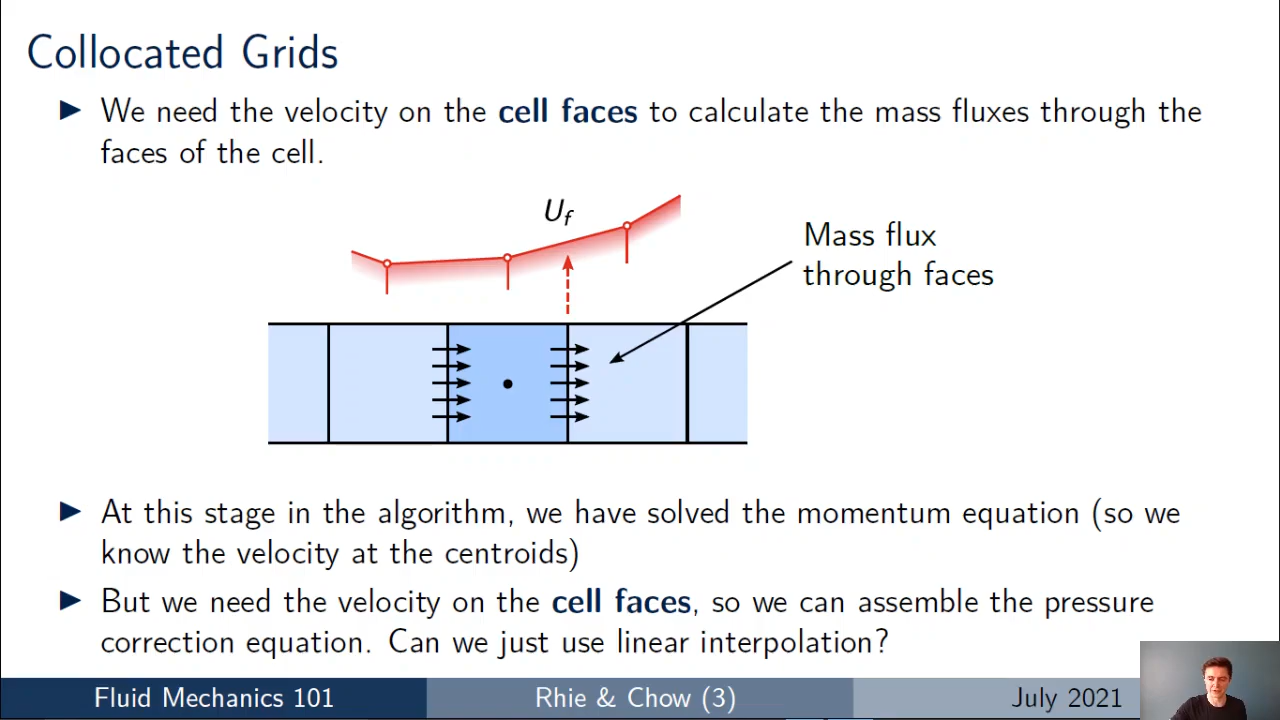 Collocated Grids
▶ We need the velocity on the cell faces to calculate the mass fluxes through the
faces of the cell.
U_f
Mass flux
through faces
▶ At this stage in the algorithm, we have solved the momentum equation (so we
know the velocity at the centroids)
▶ But we need the velocity on the cell faces, so we can assemble the pressure
correction equation. Can we just use linear interpolation?
Fluid Mechanics 101
Rhie & Chow (3)
July 2021